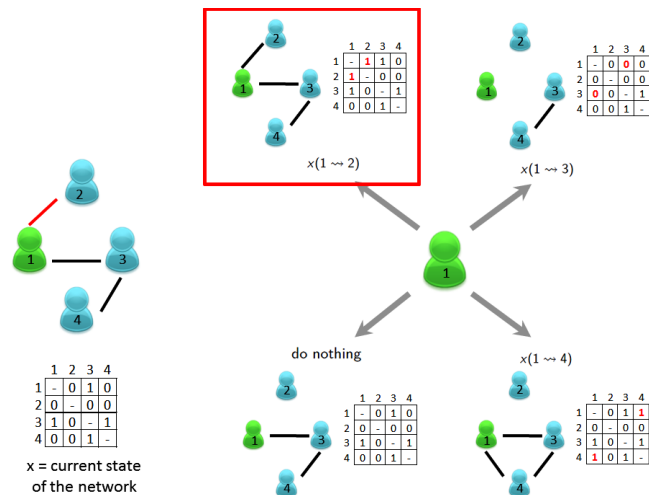 2
1
3
4
1 2 3 4
1 - 0 1 0
2 0 - 0 0
3 1 0 - 1
4 0 0 1 -
x = current state
of the network
2
1
3
4
1 2 3 4
1 - 1 1 0
2 1 - 0 0
3 1 0 - 1
4 0 0 1 -
x(1 ⇝ 2)
2
1
3
4
1 2 3 4
1 - 0 0 0
2 0 - 0 0
3 0 0 - 1
4 0 0 1 -
x(1 ⇝ 3)
1
do nothing
2
1
3
4
1 2 3 4
1 - 0 1 0
2 0 - 0 0
3 1 0 - 1
4 0 0 1 -
x(1 ⇝ 4)
2
1
3
4
1 2 3 4
1 - 0 1 1
2 0 - 0 0
3 1 0 - 1
4 1 0 1 -